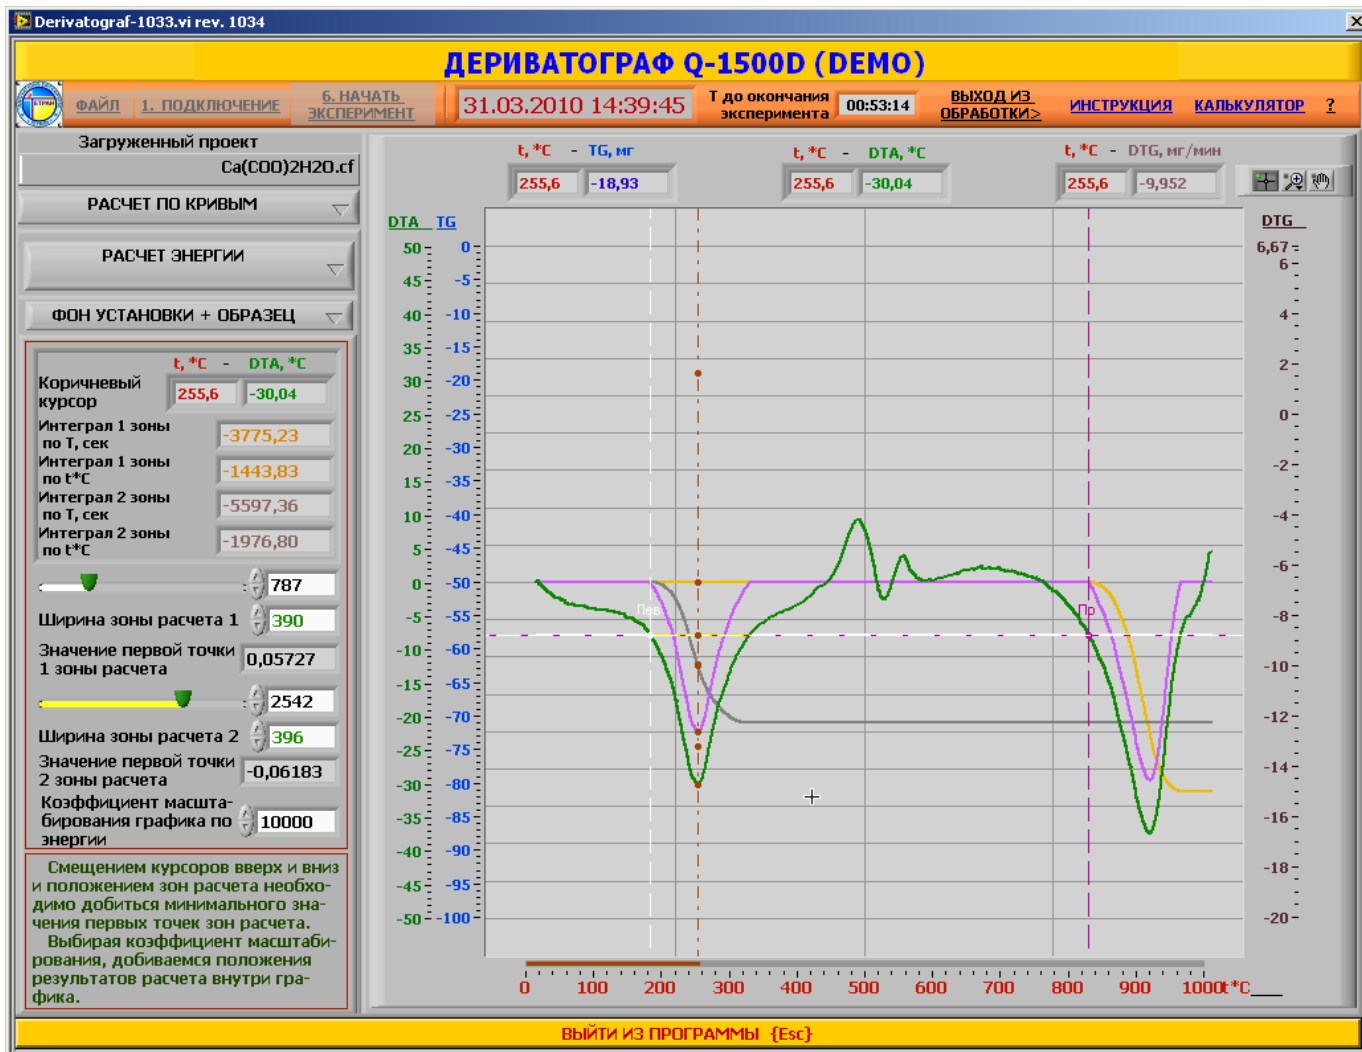 Derivatograf-1033.vi rev. 1034
ДЕРИВАТОГРАФ Q-1500D (DEMO)
ФАЙЛ 1. ПОДКЛЮЧЕНИЕ 6. НАЧАТЬ ЭКСПЕРИМЕНТ 31.03.2010 14:39:45 Т до окончания эксперимента 00:53:14 ВЫХОД ИЗ ОБРАБОТКИ> ИНСТРУКЦИЯ КАЛЬКУЛЯТОР ?
Загруженный проект
Ca(COO)2H2O.cf
РАСЧЕТ ПО КРИВЫМ
РАСЧЕТ ЭНЕРГИИ
ФОН УСТАНОВКИ + ОБРАЗЕЦ
t, *C - DTA, *C
Коричневый курсор 255,6 -30,04
Интеграл 1 зоны по Т, сек -3775,23
Интеграл 1 зоны по t*C -1443,83
Интеграл 2 зоны по Т, сек -5597,36
Интеграл 2 зоны по t*C -1976,80
787
Ширина зоны расчета 1 390
Значение первой точки 1 зоны расчета 0,05727
2542
Ширина зоны расчета 2 396
Значение первой точки 2 зоны расчета -0,06183
Коэффициент масшта-
бирования графика по 10000
энергии
Смещением курсоров вверх и вниз
и положением зон расчета необхо-
димо добиться минимального зна-
чения первых точек зон расчета.
Выбирая коэффициент масштаби-
рования, добиваемся положения
результатов расчета внутри гра-
фика.
t, *C - TG, мг
255,6 -18,93
t, *C - DTA, *C
255,6 -30,04
t, *C - DTG, мг/мин
255,6 -9,952
DTA TG DTG
50 0 6,67
6
45 -5
40 -10 4
35 -15 2
30 -20
25 -25 0
20 -30 -2
15 -35
10 -40 -4
5 -45 -6
0 -50
-5 -55 -8
-10 -60 -10
-15 -65
-20 -70 -12
-25 -75 -14
-30 -80
-35 -85 -16
-40 -90 -18
-45 -95
-50 -100 -20
Лев
Пр
0 100 200 300 400 500 600 700 800 900 1000 t*C
ВЫЙТИ ИЗ ПРОГРАММЫ {Esc}